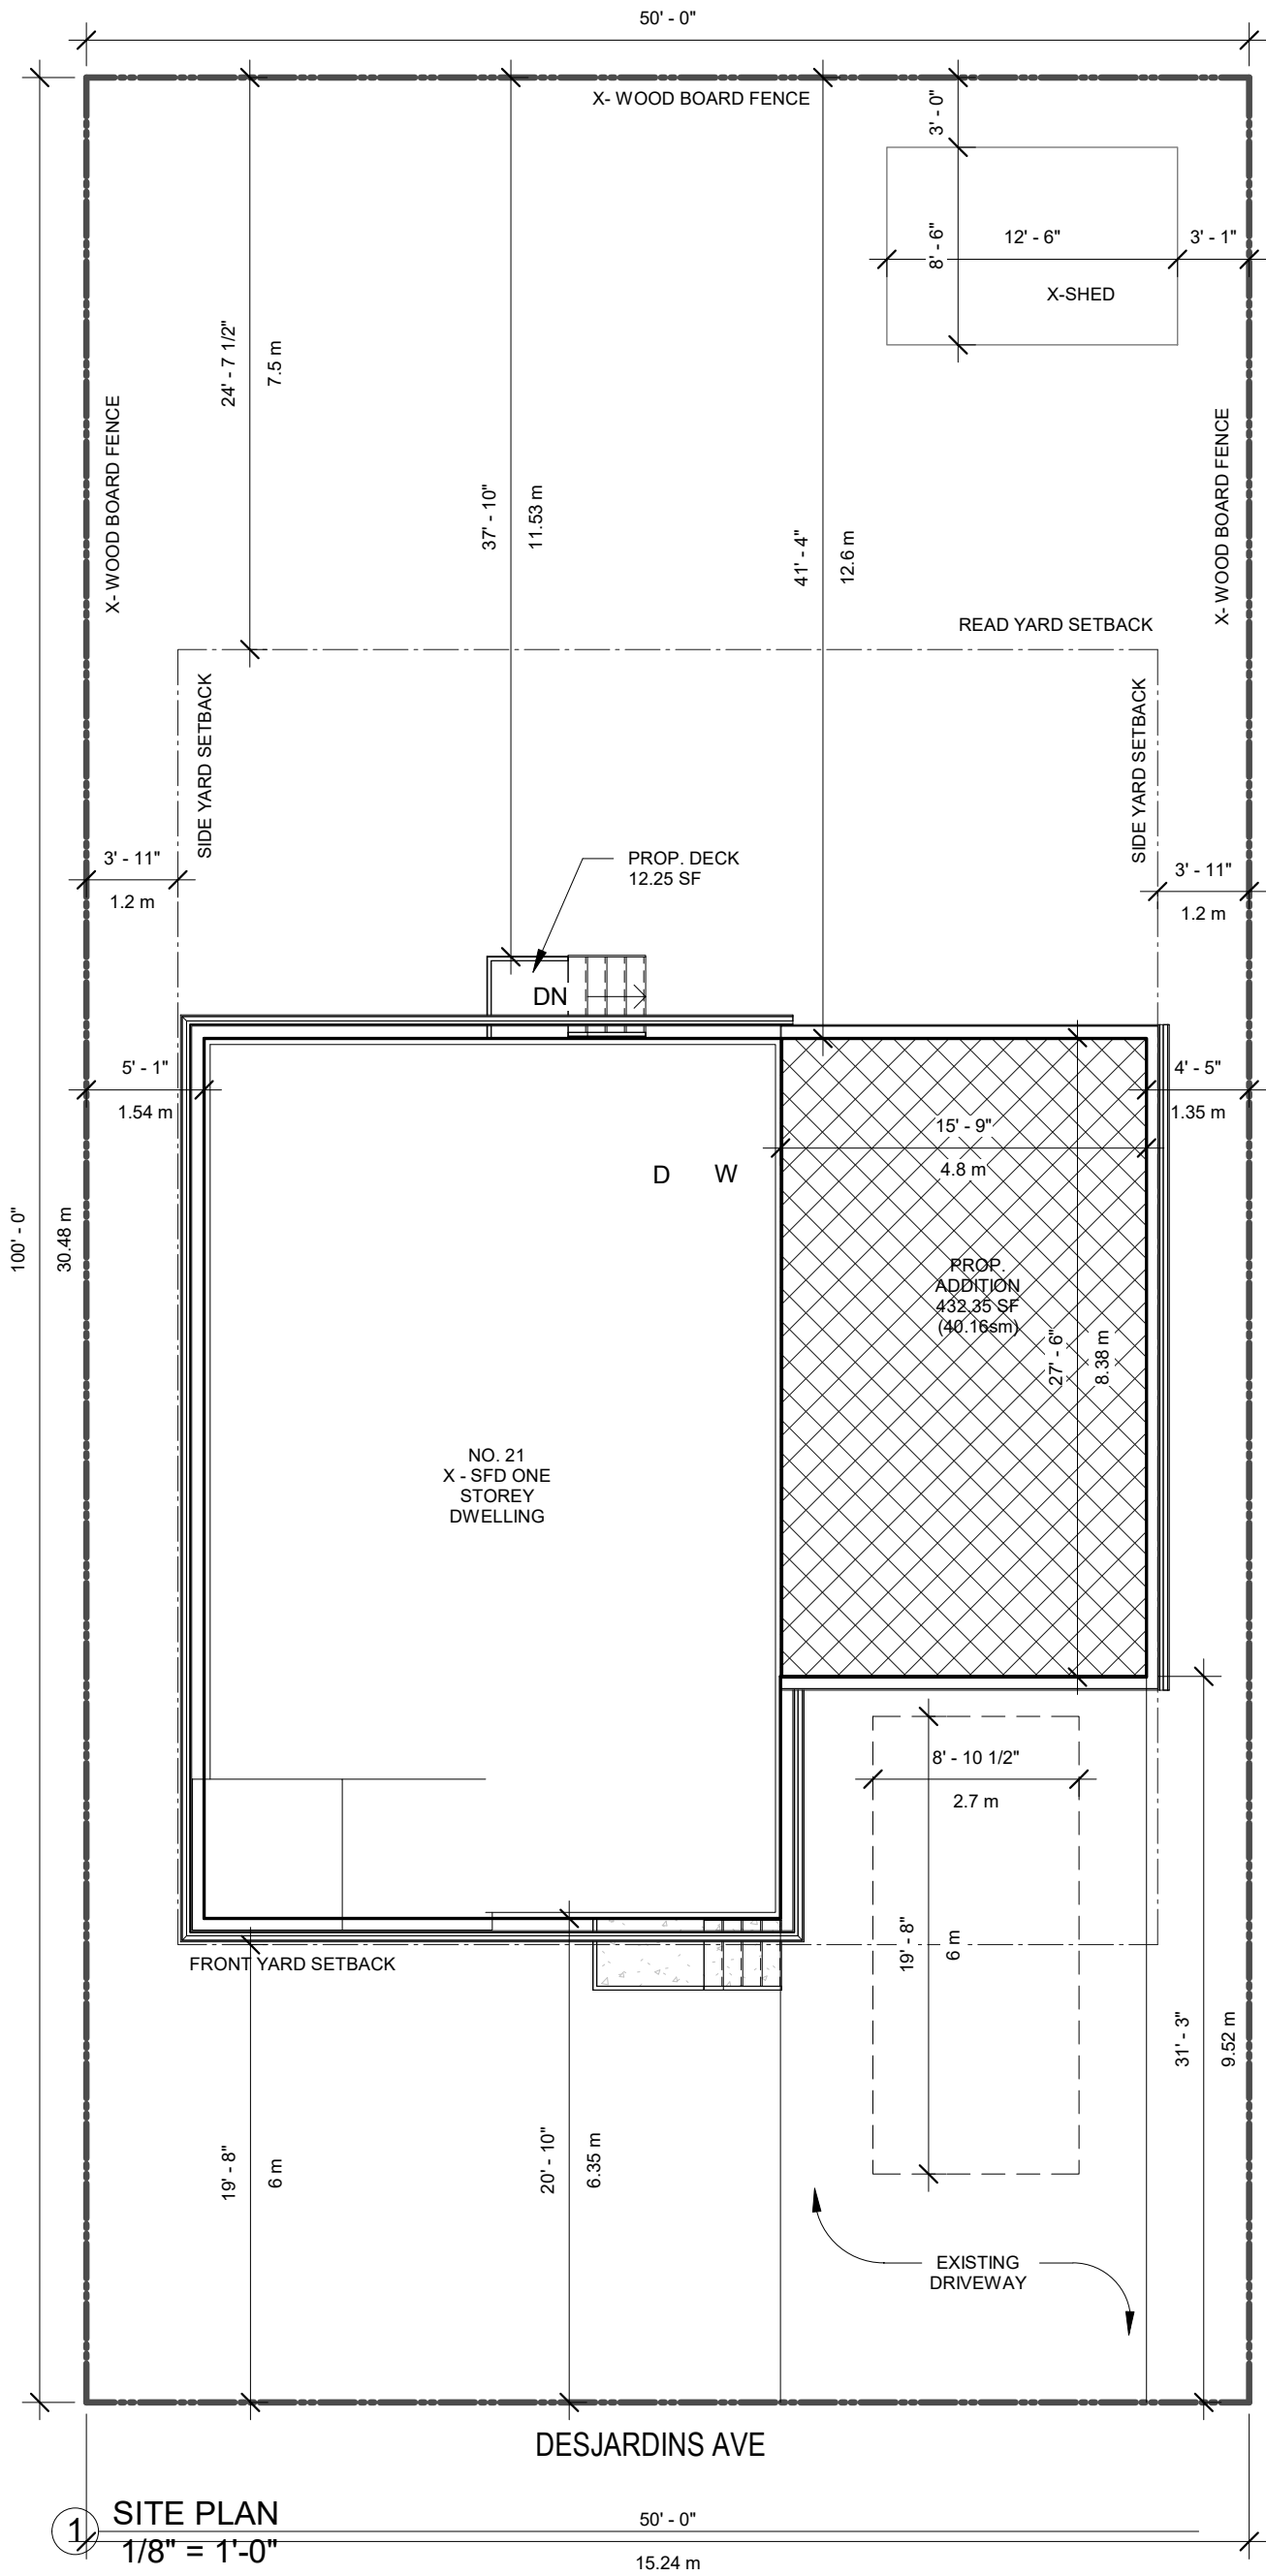 50' - 0"
X- WOOD BOARD FENCE
3' - 0"
8' - 6"
12' - 6"
3' - 1"
X-SHED
24' - 7 1/2"
7.5 m
X- WOOD BOARD FENCE
X- WOOD BOARD FENCE
37' - 10"
11.53 m
41' - 4"
12.6 m
READ YARD SETBACK
SIDE YARD SETBACK
SIDE YARD SETBACK
3' - 11"
1.2 m
PROP. DECK
12.25 SF
3' - 11"
1.2 m
DN
5' - 1"
1.54 m
4' - 5"
1.35 m
15' - 9"
4.8 m
D W
100' - 0"
30.48 m
PROP.
ADDITION
432.35 SF
(40.16sm)
27' - 6"
8.38 m
NO. 21
X - SFD ONE
STOREY
DWELLING
8' - 10 1/2"
2.7 m
19' - 8"
6 m
FRONT YARD SETBACK
31' - 3"
9.52 m
19' - 8"
6 m
20' - 10"
6.35 m
EXISTING
DRIVEWAY
DESJARDINS AVE
1
SITE PLAN
1/8" = 1'-0"
50' - 0"
15.24 m